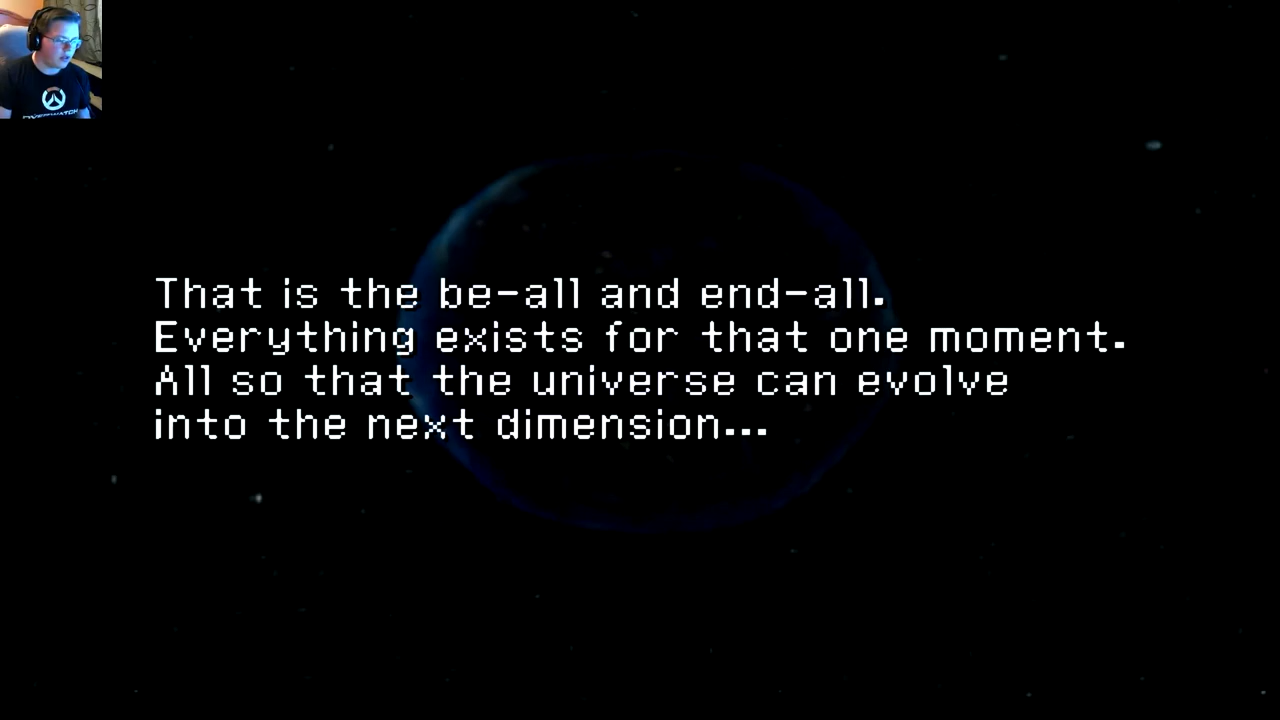 That is the be-all and end-all.
Everything exists for that one moment.
All so that the universe can evolve
into the next dimension...
OVERWATCH